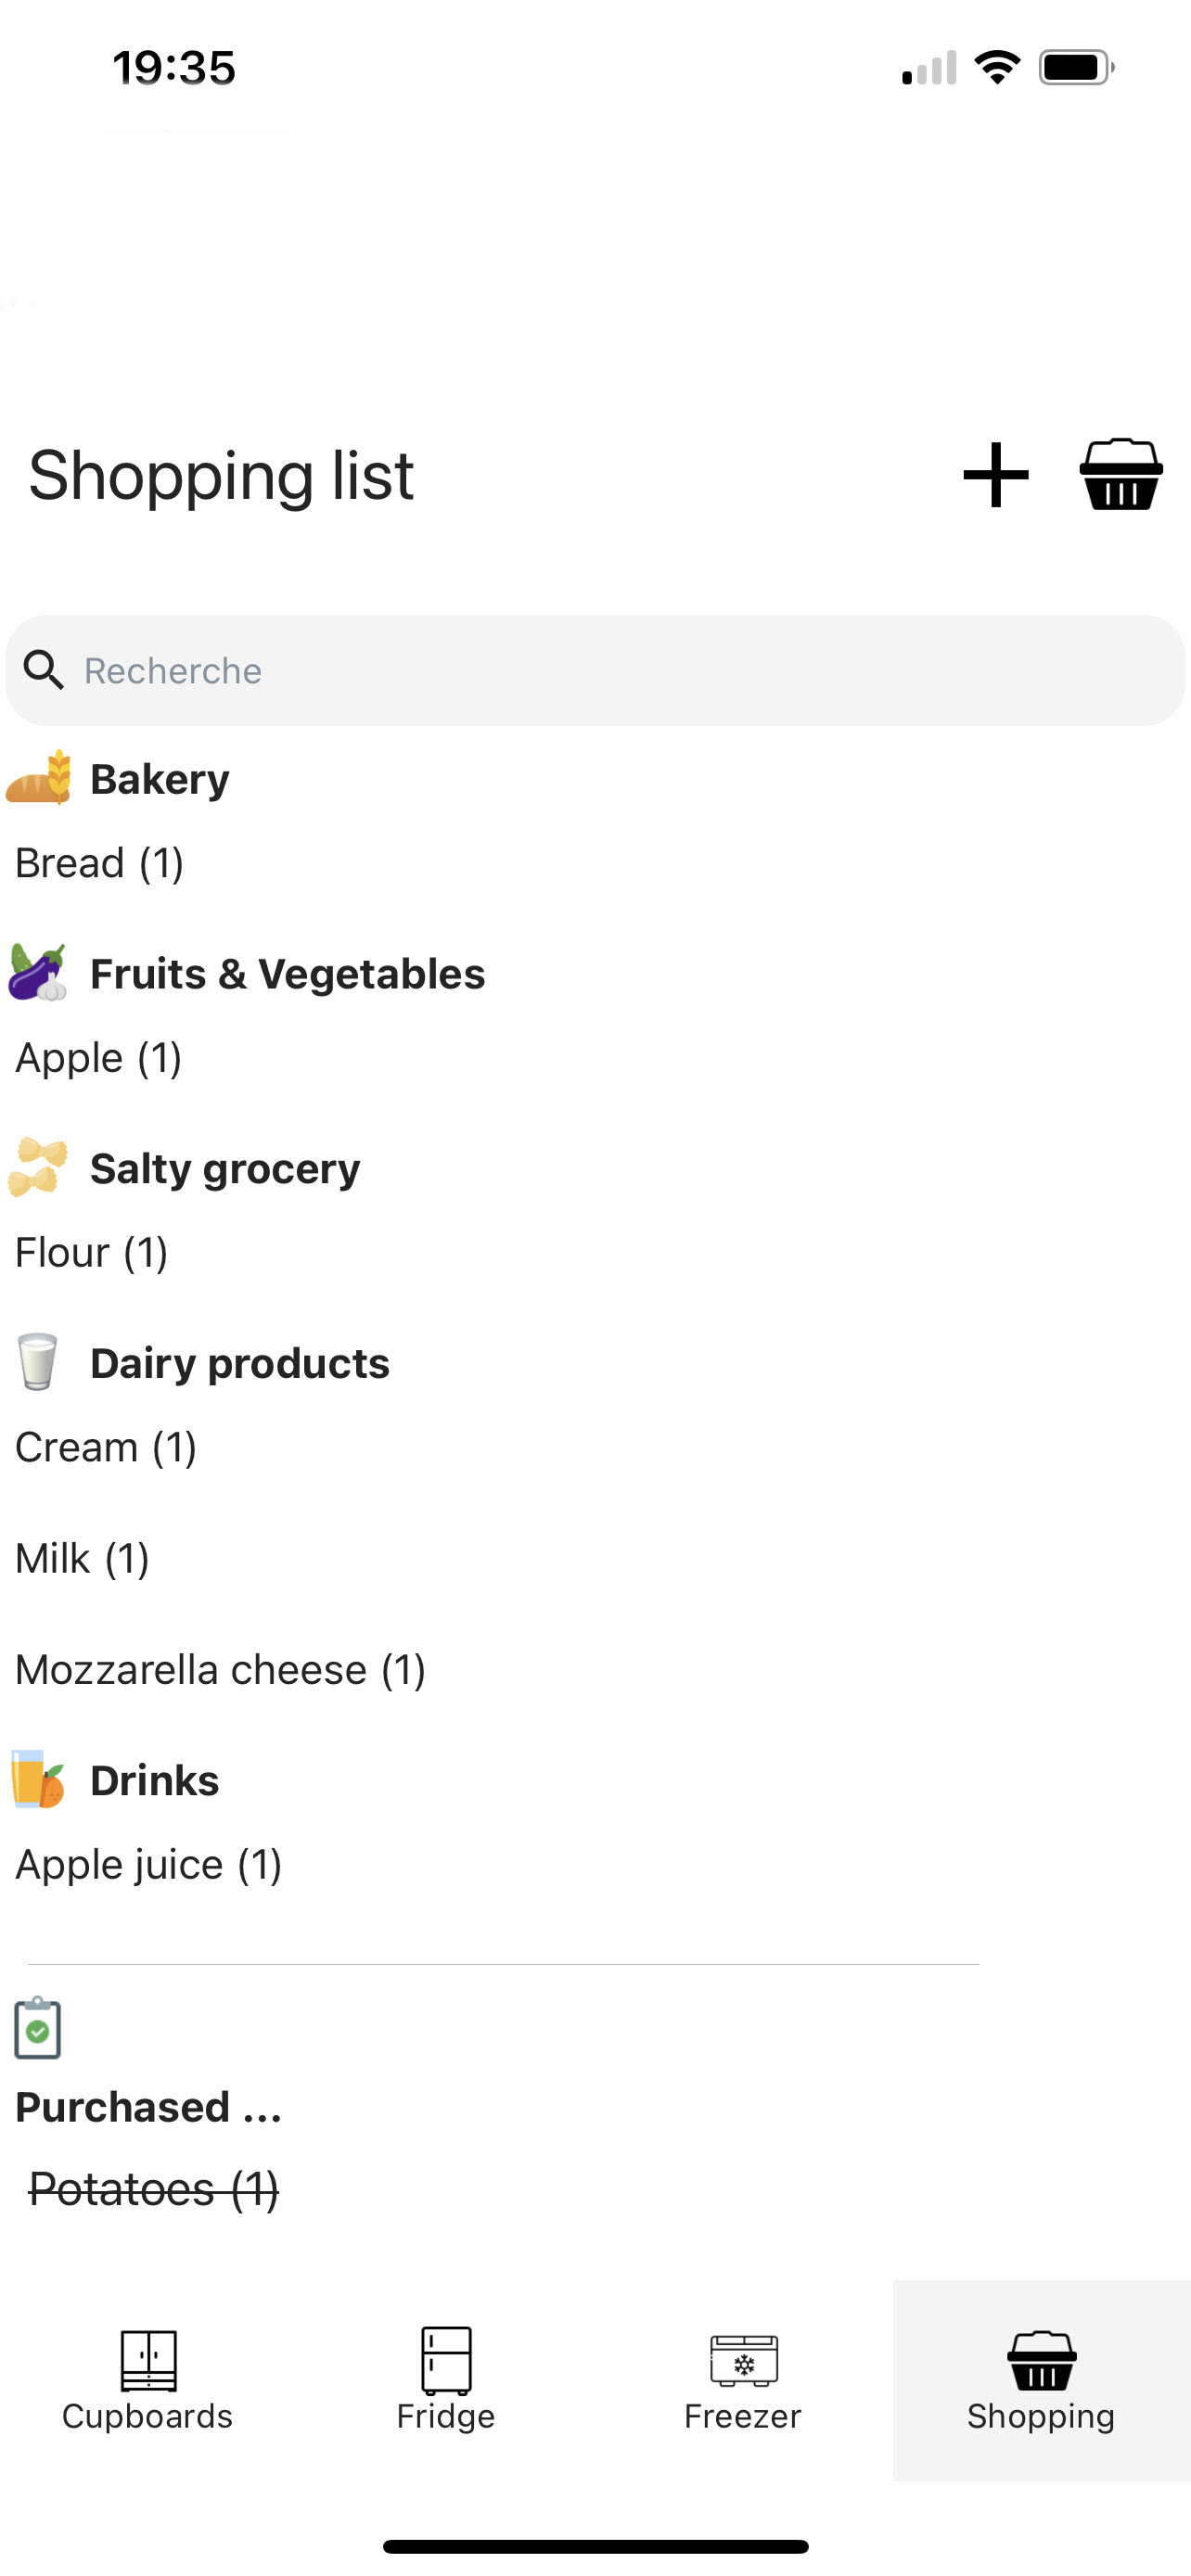 19:35
Shopping list
Recherche
Bakery
Bread (1)
Fruits & Vegetables
Apple (1)
Salty grocery
Flour (1)
Dairy products
Cream (1)
Milk (1)
Mozzarella cheese (1)
Drinks
Apple juice (1)
Purchased ...
Potatoes (1)
Cupboards Fridge Freezer Shopping